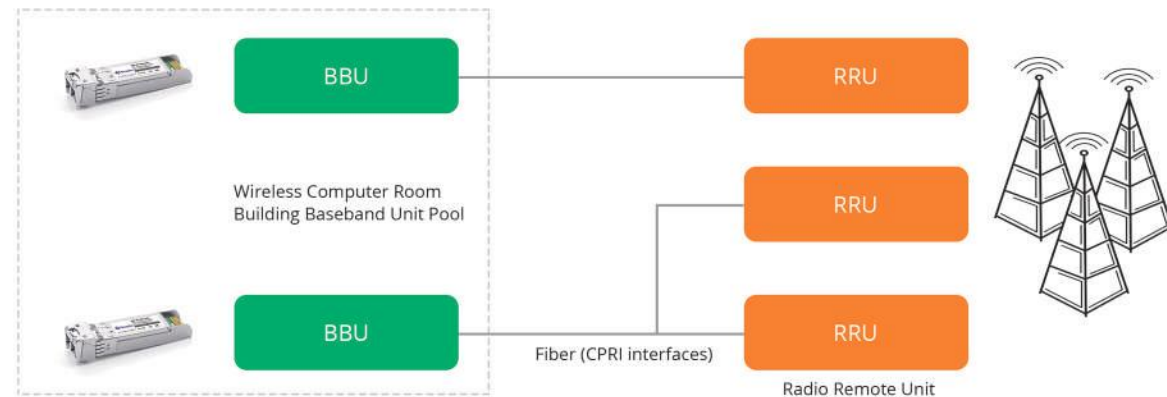 BBU
RRU
Wireless Computer Room
Building Baseband Unit Pool
RRU
BBU
RRU
Fiber (CPRI interfaces)
Radio Remote Unit